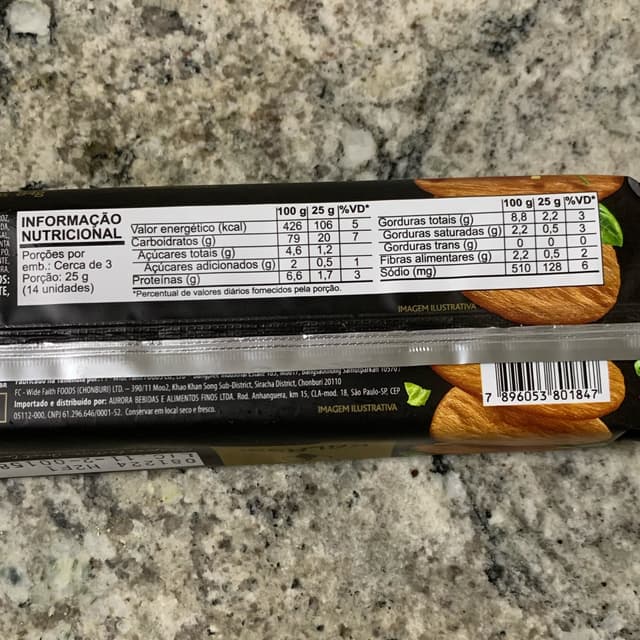 INFORMAÇÃO
NUTRICIONAL
Porções por
emb.: Cerca de 3
Porção: 25 g
(14 unidades)
100 g 25 g %VD*
Valor energético (kcal) 426 106 5
Carboidratos (g) 79 20 7
Açúcares totais (g) 4,6 1,2
Açúcares adicionados (g) 2 0,5 1
Proteínas (g) 6,6 1,7 3
*Percentual de valores diários fornecidos pela porção.
100 g 25 g %VD*
Gorduras totais (g) 8,8 2,2 3
Gorduras saturadas (g) 2,2 0,5 3
Gorduras trans (g) 0 0 0
Fibras alimentares (g) 2,2 0,5 2
Sódio (mg) 510 128 6
IMAGEM ILUSTRATIVA
FC - Wide Faith FOODS (CHONBURI) LTD. – 390/11 Moo2, Khao Khan Song Sub-District, Siracha District, Chonburi 20110
Importado e distribuído por: AURORA BEBIDAS E ALIMENTOS FINOS LTDA. Rod. Anhanguera, km 15, CLA-mod. 18, São Paulo-SP, CEP
05112-000, CNPJ 61.296.646/0001-52. Conservar em local seco e fresco.
IMAGEM ILUSTRATIVA
7 896053 801847